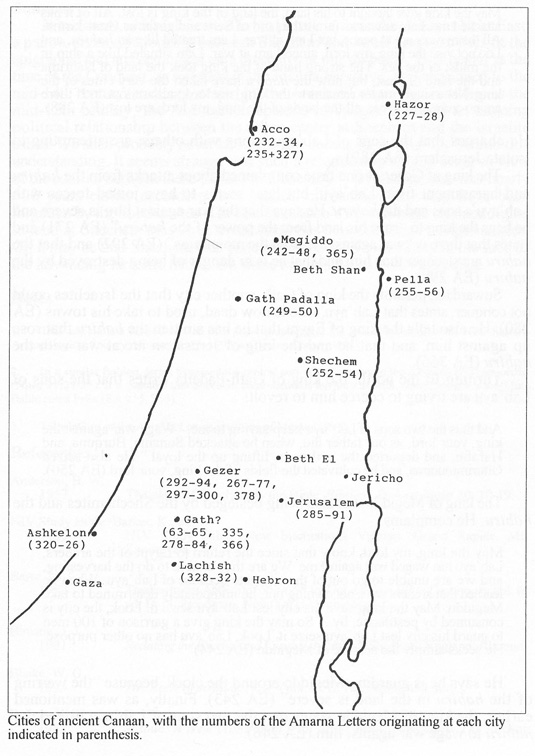 Hazor
(227-28)
Acco
(232-34,
235+327)
Megiddo
(242-48, 365)
Beth Shan
Pella
(255-56)
Gath Padalla
(249-50)
Shechem
(252-54)
Beth El
Gezer
(292-94, 267-77,
297-300, 378)
Jericho
Jerusalem
(285-91)
Gath?
(63-65, 335,
278-84, 366)
Ashkelon
(320-26)
Lachish
(328-32)
Hebron
Gaza
Cities of ancient Canaan, with the numbers of the Amarna Letters originating at each city
indicated in parenthesis.